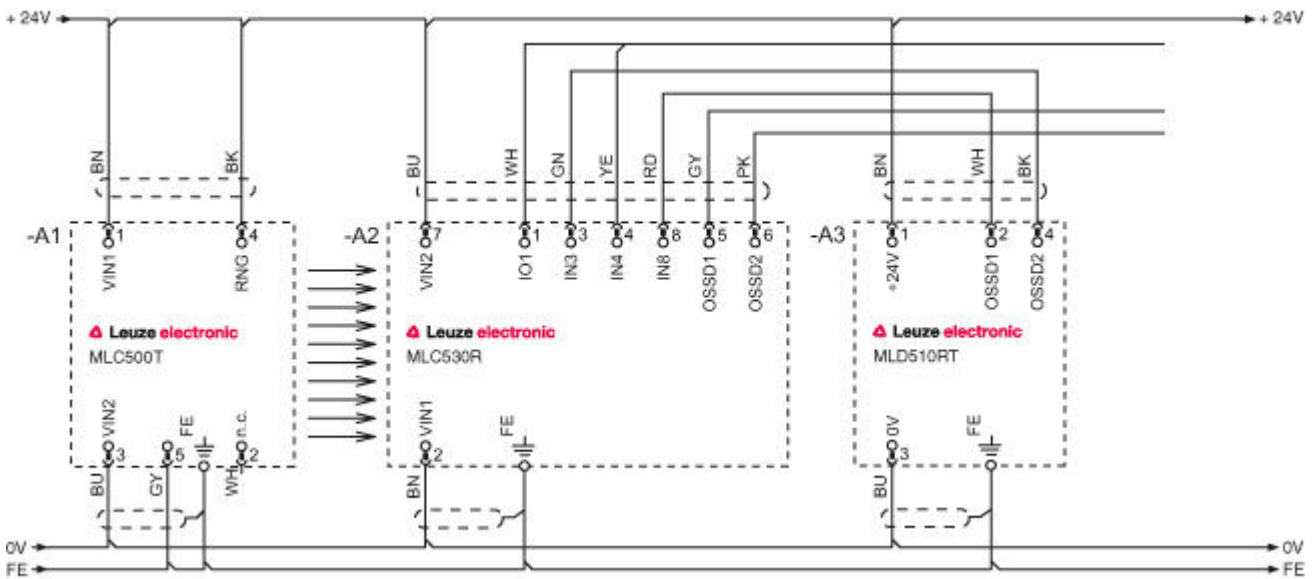 + 24V
+ 24V
BN
BK
BU
WH
GN
YE
RD
GY
PK
BN
WH
BK
-A1
1
4
-A2
7
1
3
4
8
5
6
-A3
1
2
4
VIN1
RNG
VIN2
IO1
IN3
IN4
IN8
OSSD1
OSSD2
+24V
OSSD1
OSSD2
Leuze electronic
MLC500T
Leuze electronic
MLC530R
Leuze electronic
MLD510RT
VIN2
FE
n.c.
VIN1
FE
0V
FE
3
5
2
2
3
BU
GY
WH
BN
BU
0V
0V
FE
FE